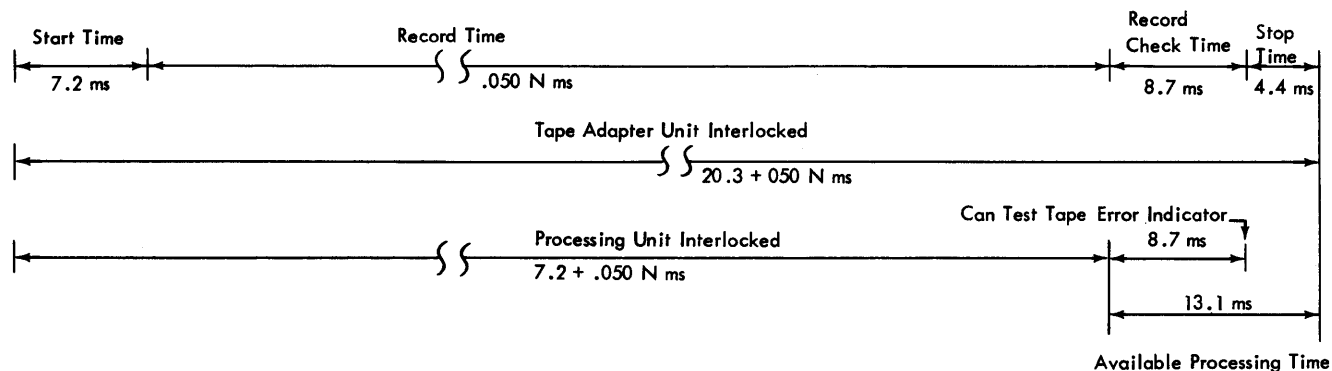 Start Time
Record Time
Record
Check Time
Stop
Time
7.2 ms
.050 N ms
8.7 ms
4.4 ms
Tape Adapter Unit Interlocked
20.3 + 050 N ms
Can Test Tape Error Indicator
Processing Unit Interlocked
8.7 ms
7.2 + .050 N ms
13.1 ms
Available Processing Time